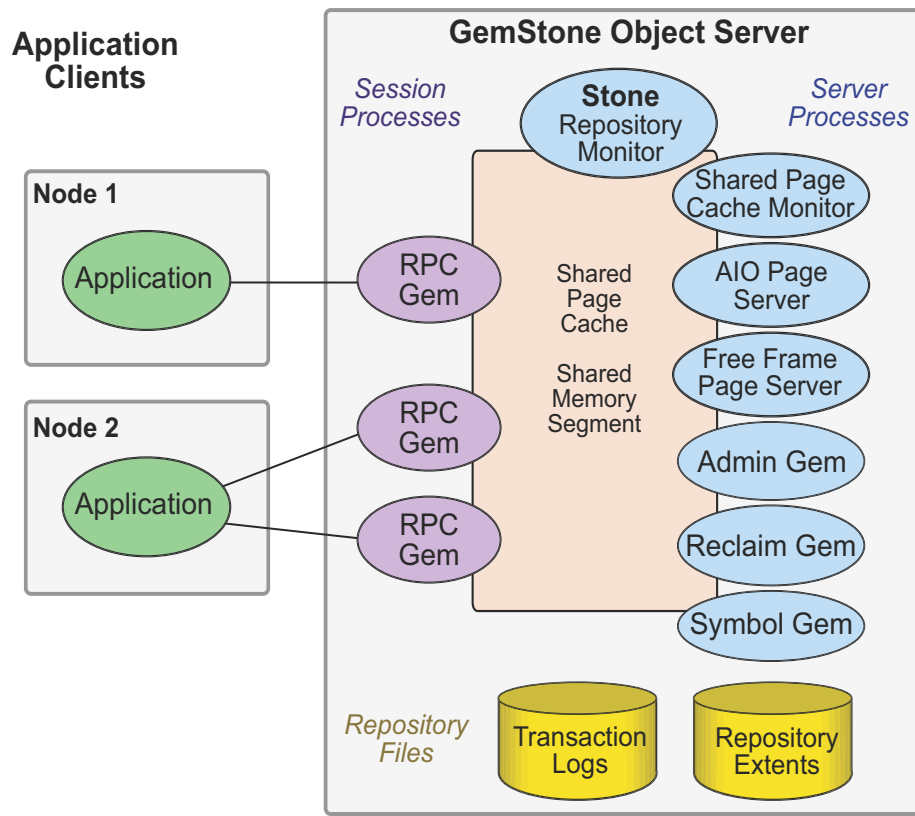 Application
Clients
GemStone Object Server
Session
Processes
Stone
Repository
Monitor
Server
Processes
Node 1
Application
RPC
Gem
Node 2
Application
RPC
Gem
RPC
Gem
Shared
Page
Cache
Shared
Memory
Segment
Shared Page
Cache Monitor
AIO Page
Server
Free Frame
Page Server
Admin Gem
Reclaim Gem
Symbol Gem
Repository
Files
Transaction
Logs
Repository
Extents